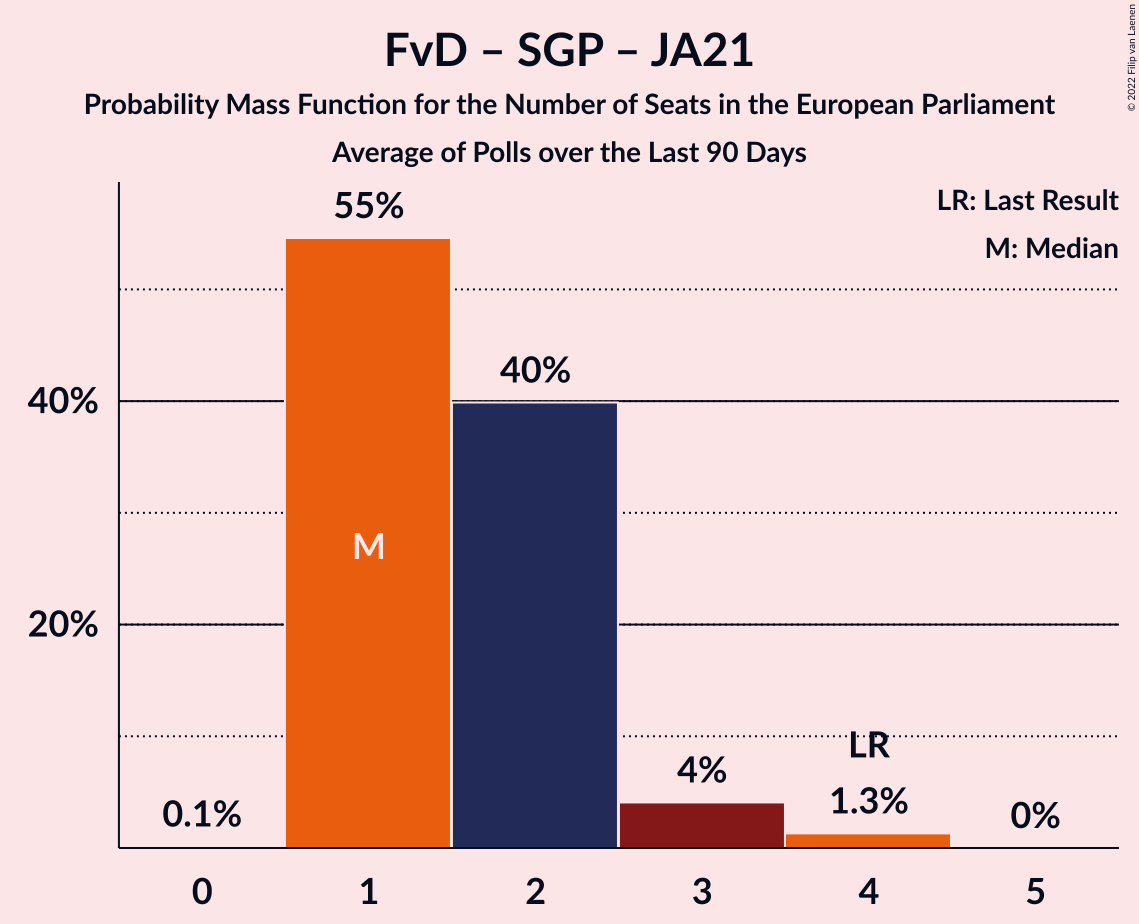 FvD – SGP – JA21
Probability Mass Function for the Number of Seats in the European Parliament
Average of Polls over the Last 90 Days
© 2022 Filip van Laenen
LR: Last Result
M: Median
55%
40%
40%
M
20%
LR
4%
1.3%
0.1%
0%
0 1 2 3 4 5